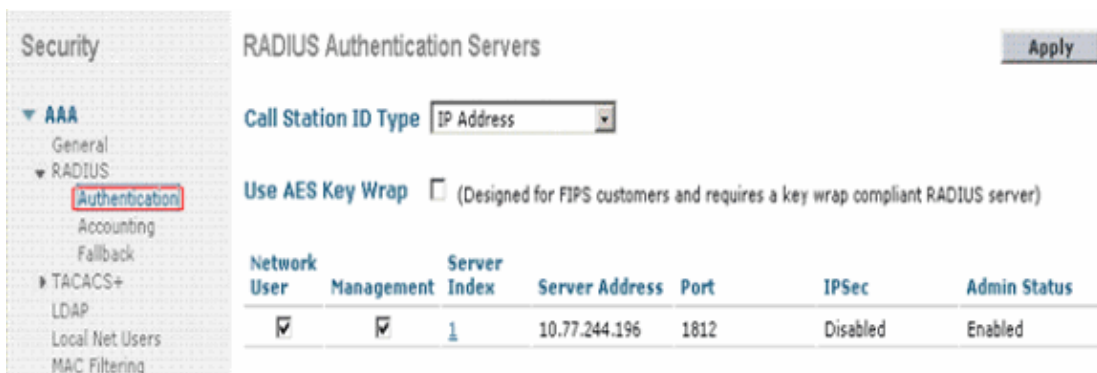 Security
AAA
General
RADIUS
Authentication
Accounting
Fallback
TACACS+
LDAP
Local Net Users
MAC Filtering
RADIUS Authentication Servers
Apply
Call Station ID Type IP Address
Use AES Key Wrap (Designed for FIPS customers and requires a key wrap compliant RADIUS server)
Network User Management Server Index Server Address Port IPSec Admin Status
1 10.77.244.196 1812 Disabled Enabled